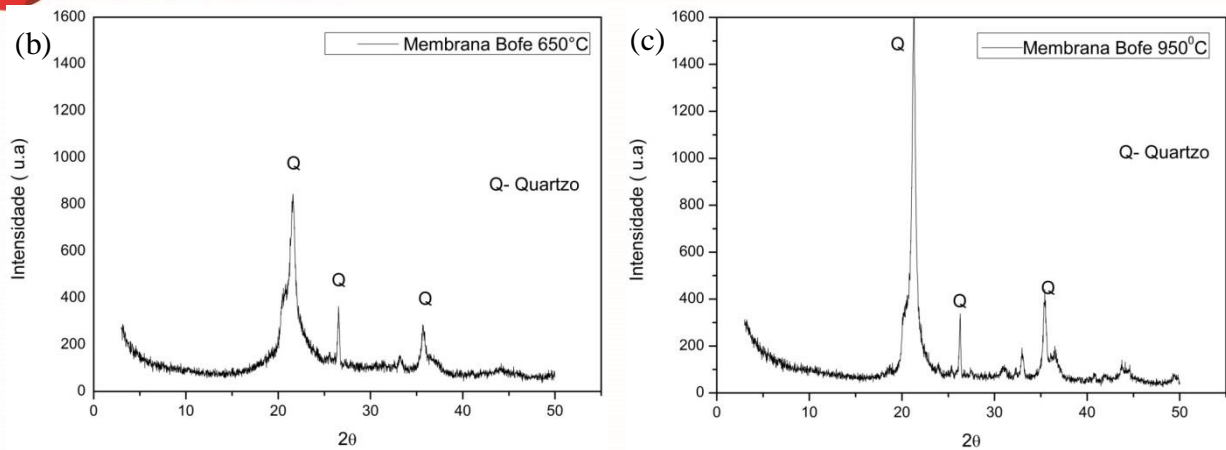 (b)
Intensidade ( u.a)
1600
1400
1200
1000
800
600
400
200
0
Membrana Bofe 650°C
Q- Quartzo
Q
Q
Q
0
10
20
30
40
50
2θ
(c)
Intensidade ( u.a)
1600
1400
1200
1000
800
600
400
200
0
Membrana Bofe 950⁰C
Q- Quartzo
Q
Q
Q
0
10
20
30
40
50
2θ